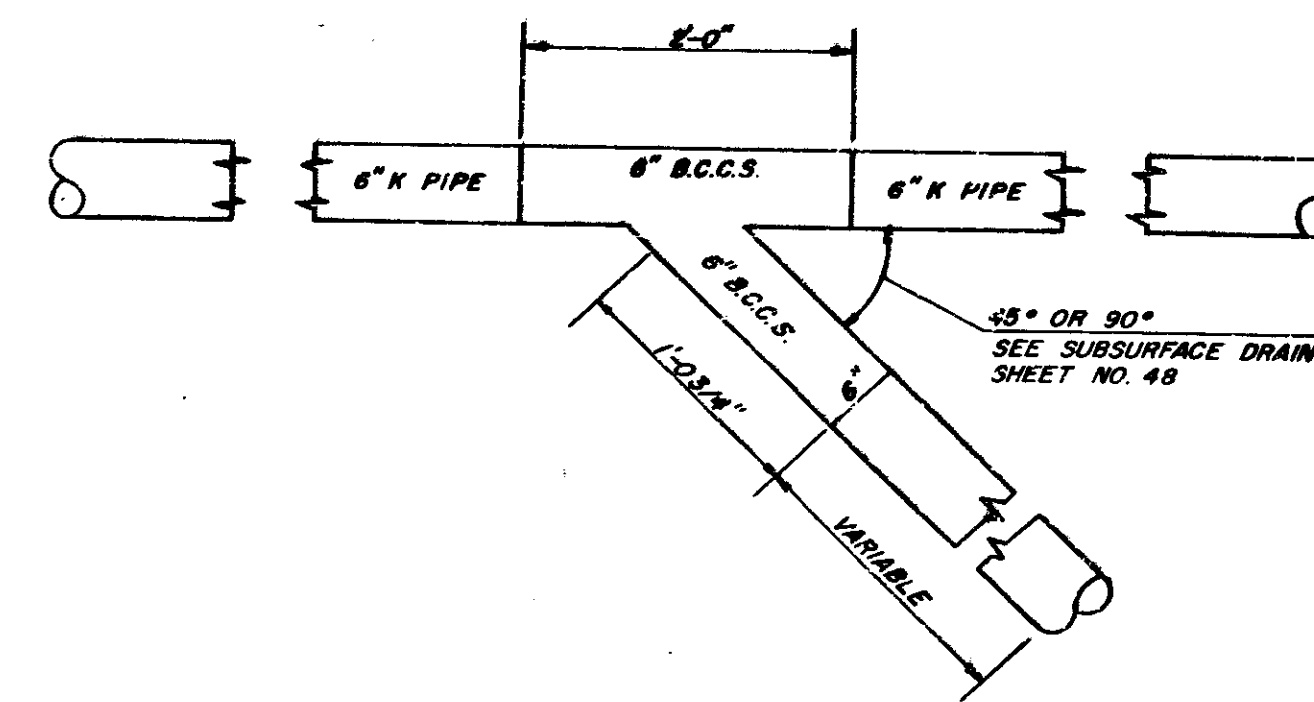 2'-0"
6" B.C.C.S.
6" K PIPE
6" K PIPE
6" B.C.C.S.
45° OR 90°
SEE SUBSURFACE DRAIN
SHEET NO. 48
1'-0 3/4"
6"
VARIABLE